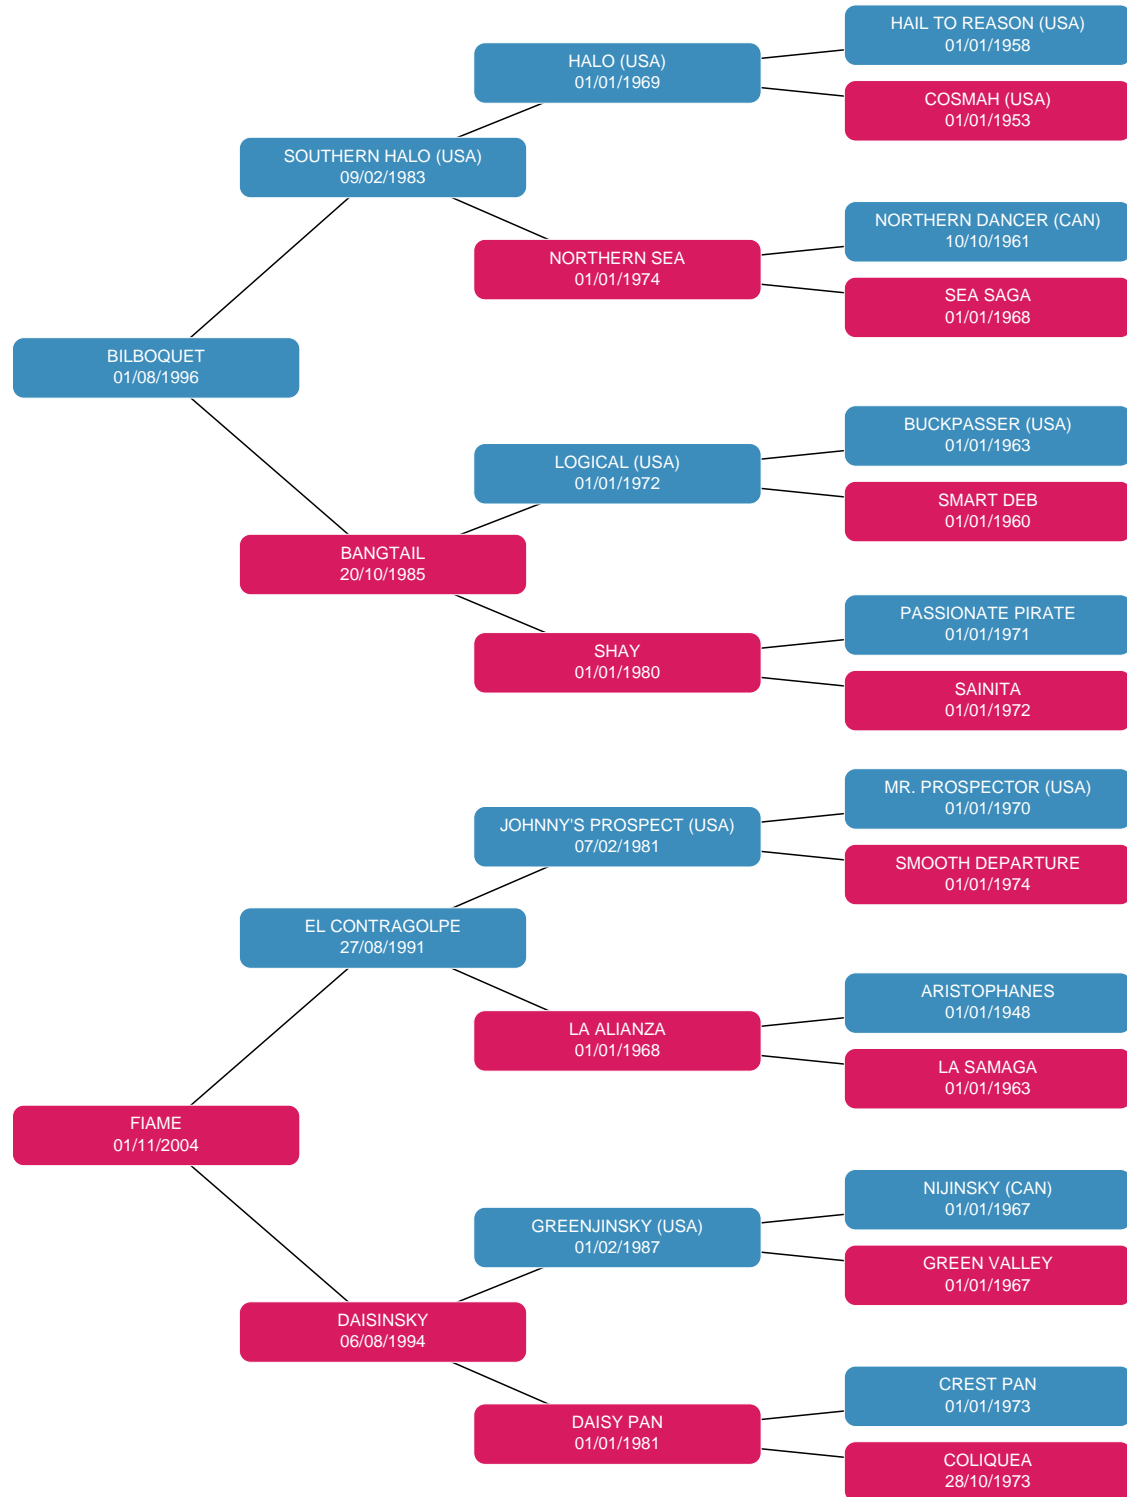 HAIL TO REASON (USA)
01/01/1958
HALO (USA)
01/01/1969
COSMAH (USA)
01/01/1953
SOUTHERN HALO (USA)
09/02/1983
NORTHERN DANCER (CAN)
10/10/1961
NORTHERN SEA
01/01/1974
SEA SAGA
01/01/1968
BILBOQUET
01/08/1996
BUCKPASSER (USA)
01/01/1963
LOGICAL (USA)
01/01/1972
SMART DEB
01/01/1960
BANGTAIL
20/10/1985
PASSIONATE PIRATE
01/01/1971
SHAY
01/01/1980
SAINITA
01/01/1972
MR. PROSPECTOR (USA)
01/01/1970
JOHNNY'S PROSPECT (USA)
07/02/1981
SMOOTH DEPARTURE
01/01/1974
EL CONTRAGOLPE
27/08/1991
ARISTOPHANES
01/01/1948
LA ALIANZA
01/01/1968
LA SAMAGA
01/01/1963
FIAME
01/11/2004
NIJINSKY (CAN)
01/01/1967
GREENJINSKY (USA)
01/02/1987
GREEN VALLEY
01/01/1967
DAISINSKY
06/08/1994
CREST PAN
01/01/1973
DAISY PAN
01/01/1981
COLIQUEA
28/10/1973